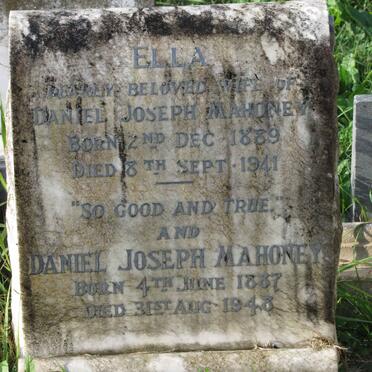 ELLA
DEARLY BELOVED WIFE OF
DANIEL JOSEPH MAHONEY
BORN 2ND DEC 1889
DIED 8TH SEPT 1941
"SO GOOD AND TRUE."
AND
DANIEL JOSEPH MAHONEY
BORN 4TH JUNE 1887
DIED 31ST AUG 1948